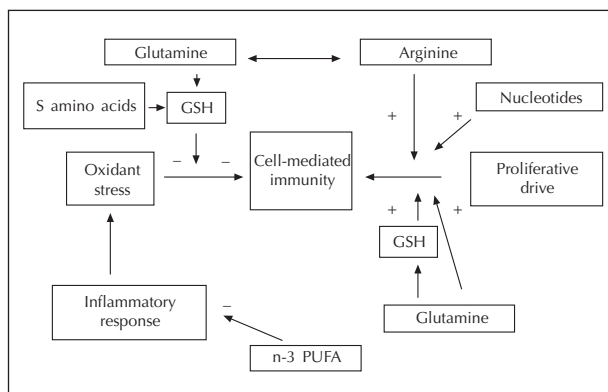 Glutamine
Arginine
S amino acids
GSH
Nucleotides
+
+
Oxidant
stress
–
–
Cell-mediated
immunity
Proliferative
drive
+
+
GSH
Inflammatory
response
–
Glutamine
n-3 PUFA